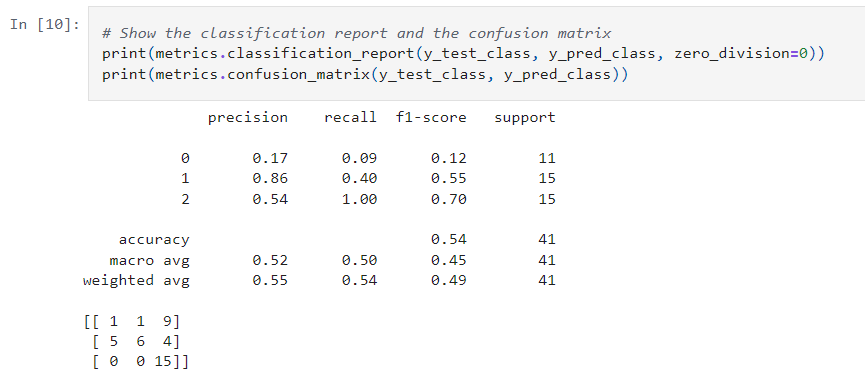 In [10]:
# Show the classification report and the confusion matrix
print(metrics.classification_report(y_test_class, y_pred_class, zero_division=0))
print(metrics.confusion_matrix(y_test_class, y_pred_class))
precision recall f1-score support
0 0.17 0.09 0.12 11
1 0.86 0.40 0.55 15
2 0.54 1.00 0.70 15
accuracy 0.54 41
macro avg 0.52 0.50 0.45 41
weighted avg 0.55 0.54 0.49 41
[[ 1 1 9]
[ 5 6 4]
[ 0 0 15]]